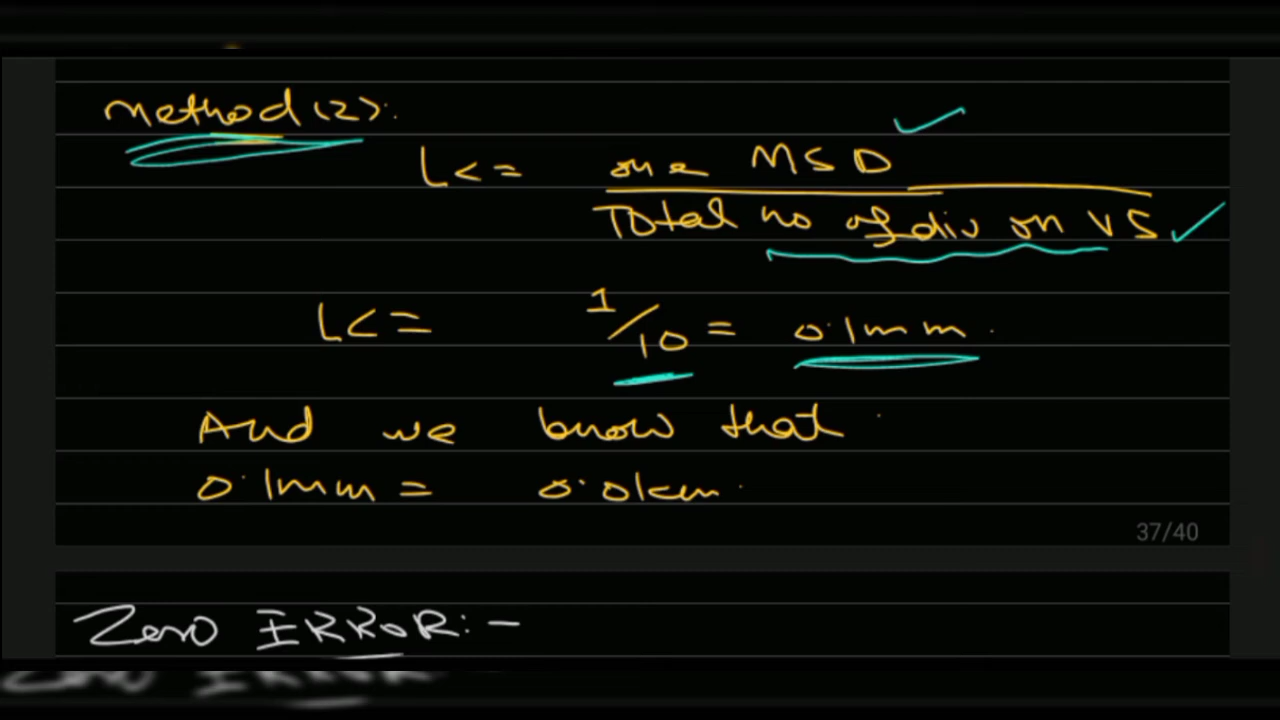 method (2):
LC = one MSD
Total no of div on VS
LC = 1/10 = 0.1mm.
And we know that
0.1mm = 0.01cm.
37/40
Zero IRROR:-